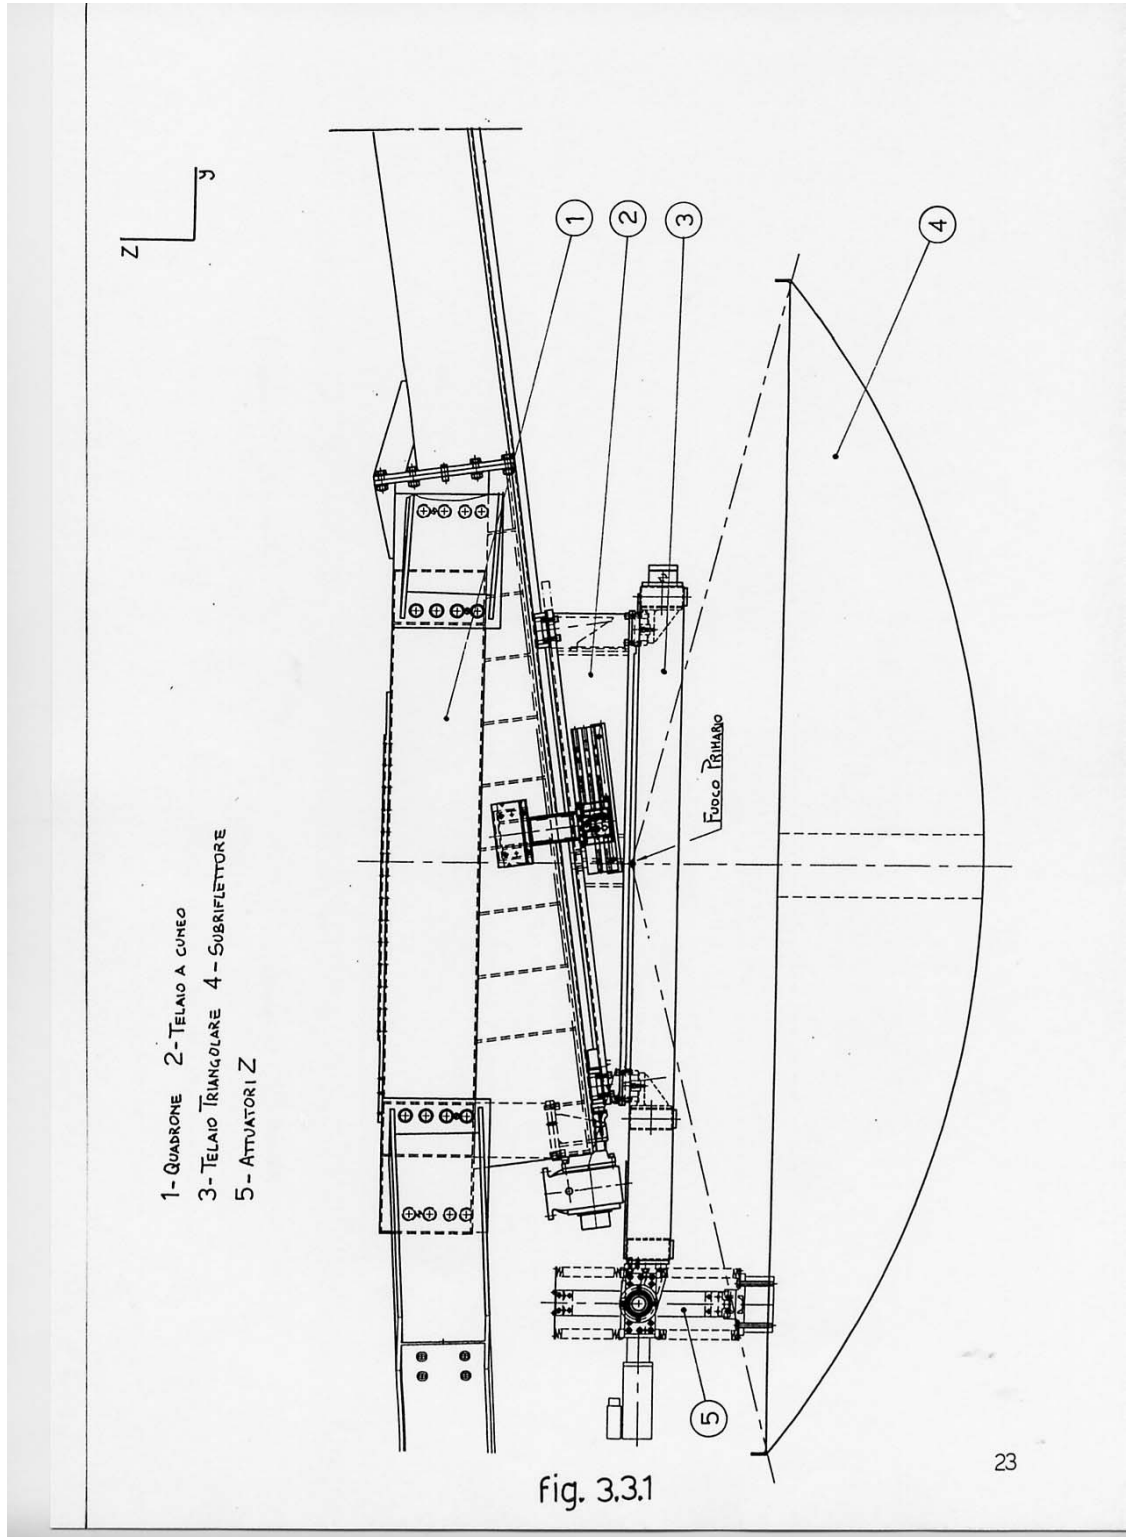 Z
y
1-QUADRONE 2-TELAIO A CUNEO
3-TELAIO TRIANGOLARE 4-SUBRIFLETTORE
5-ATTUATORI Z
1
2
3
4
FUOCO PRIMARIO
5
fig. 3.3.1
23